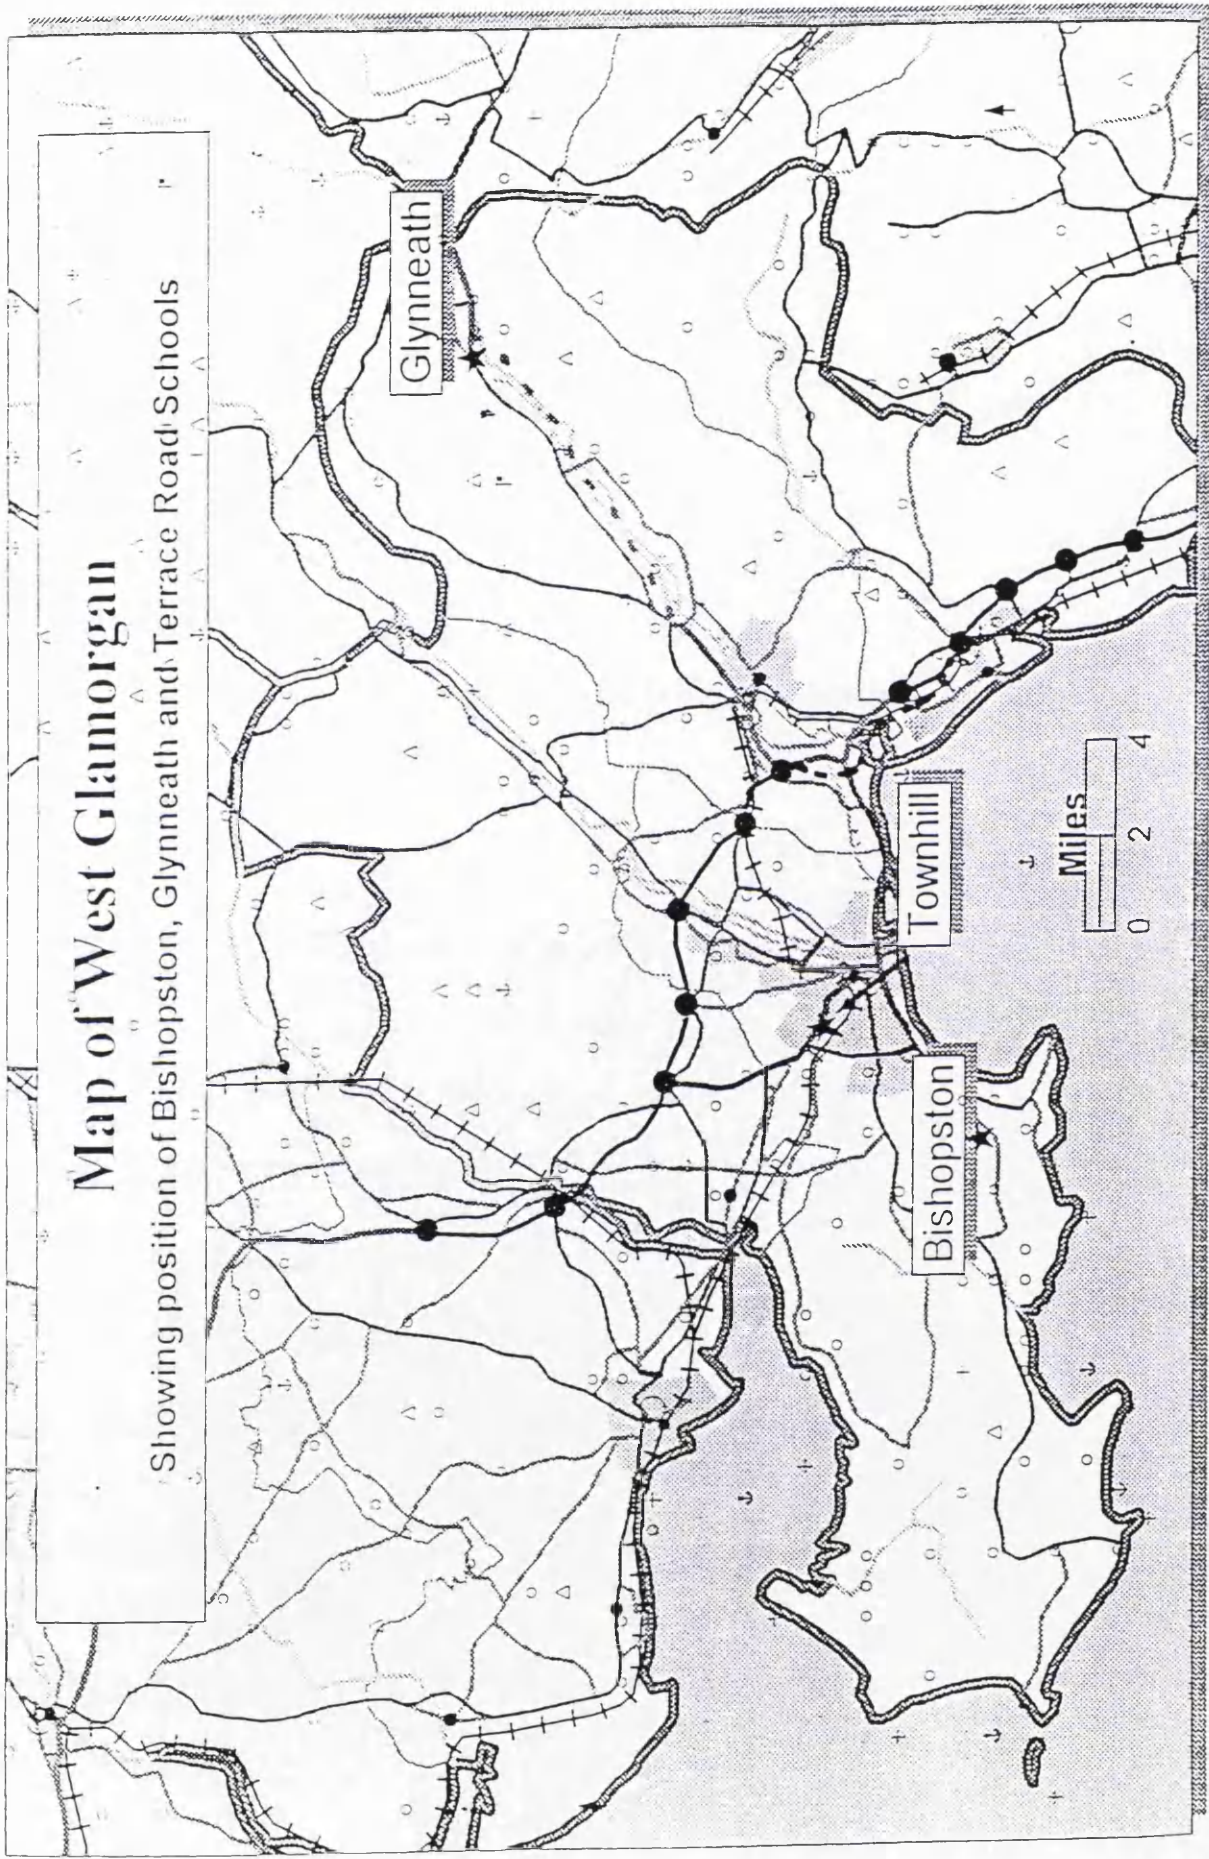 Map of West Glamorgan
Showing position of Bishopston, Glynneath and Terrace Road Schools
Glynneath
Townhill
Bishopston
Miles
0 2 4